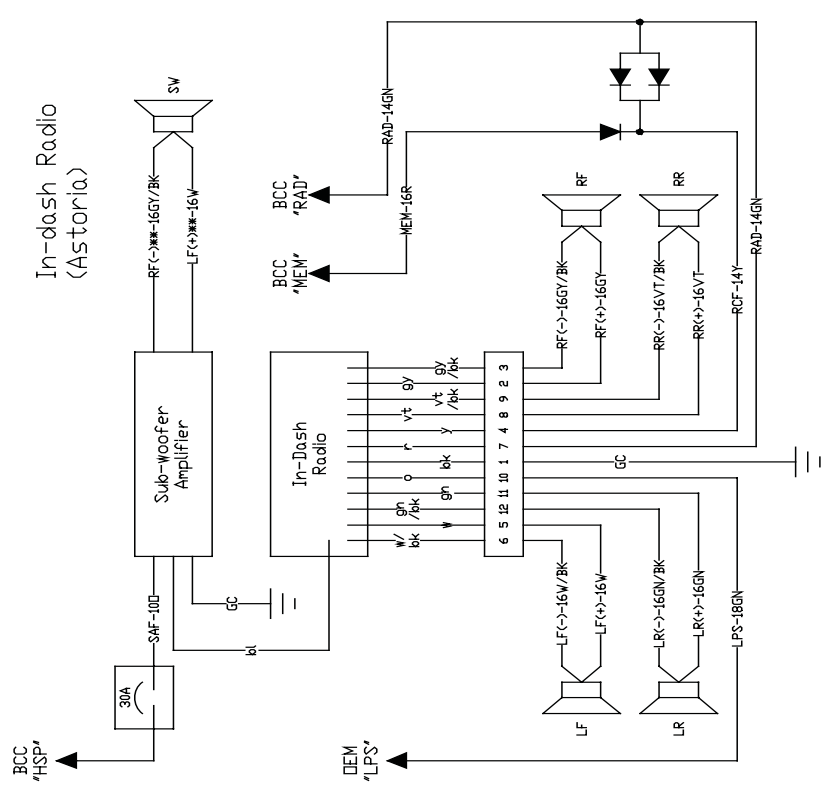 In-dash Radio
(Astoria)
SW
RF(-)**-16GY/BK
LF(+)**-16W
Sub-Woofer
Amplifier
SAF-10O
GC
bl
30A
BCC
"HSP"
BCC
"RAD"
BCC
"MEM"
RAD-14GN
MEM-16R
In-Dash
Radio
gy
/bk
gy
vt
/bk
vt
y
r
bk
o
gn
gn
/bk
w
w/
bk
3
2
9
8
4
7
1
10
11
12
5
6
RF
RR
RF(-)-16GY/BK
RF(+)-16GY
RR(-)-16VT/BK
RR(+)-16VT
RCF-14Y
RAD-14GN
GC
LF(-)-16W/BK
LF(+)-16W
LR(-)-16GN/BK
LR(+)-16GN
LPS-18GN
LF
LR
OEM
"LPS"